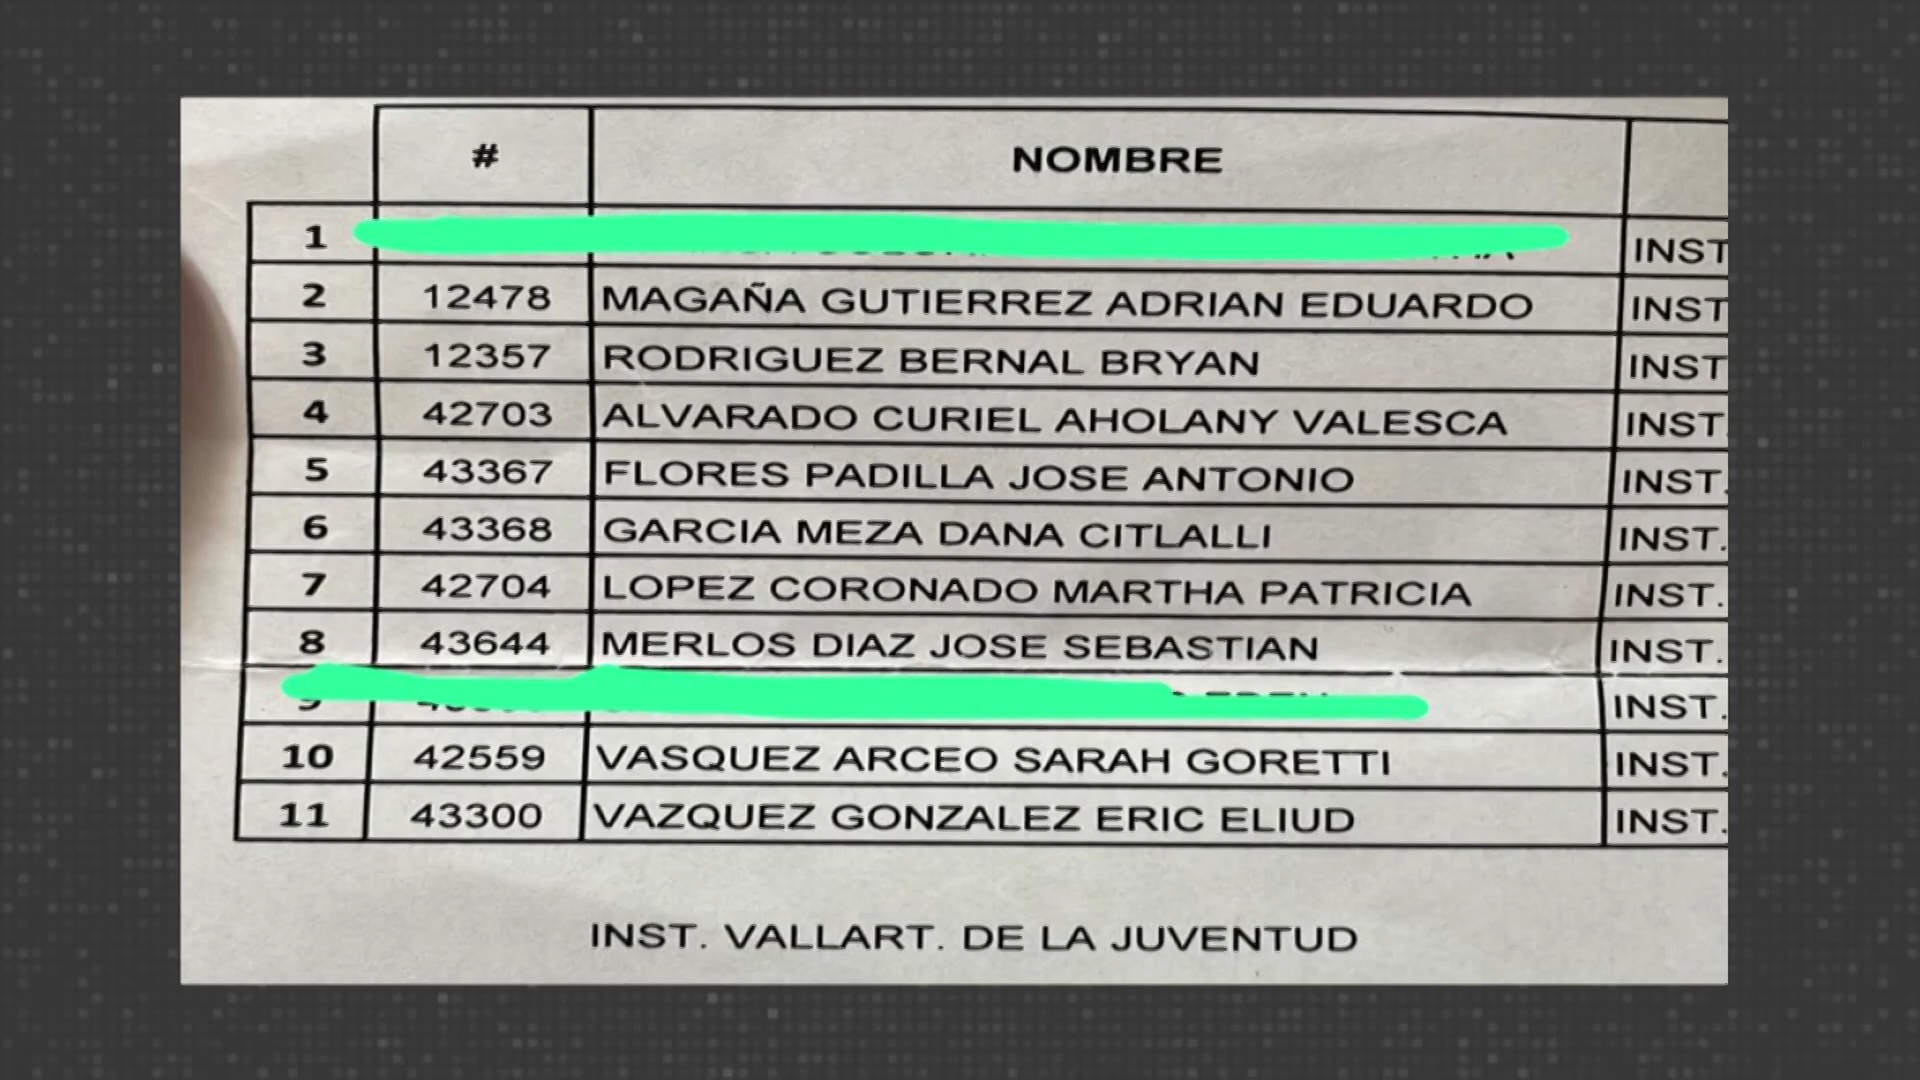 # NOMBRE
1 INST
2 12478 MAGAÑA GUTIERREZ ADRIAN EDUARDO INST
3 12357 RODRIGUEZ BERNAL BRYAN INST
4 42703 ALVARADO CURIEL AHOLANY VALESCA INST.
5 43367 FLORES PADILLA JOSE ANTONIO INST.
6 43368 GARCIA MEZA DANA CITLALLI INST.
7 42704 LOPEZ CORONADO MARTHA PATRICIA INST.
8 43644 MERLOS DIAZ JOSE SEBASTIAN INST.
INST.
10 42559 VASQUEZ ARCEO SARAH GORETTI INST.
11 43300 VAZQUEZ GONZALEZ ERIC ELIUD INST.
INST. VALLART. DE LA JUVENTUD